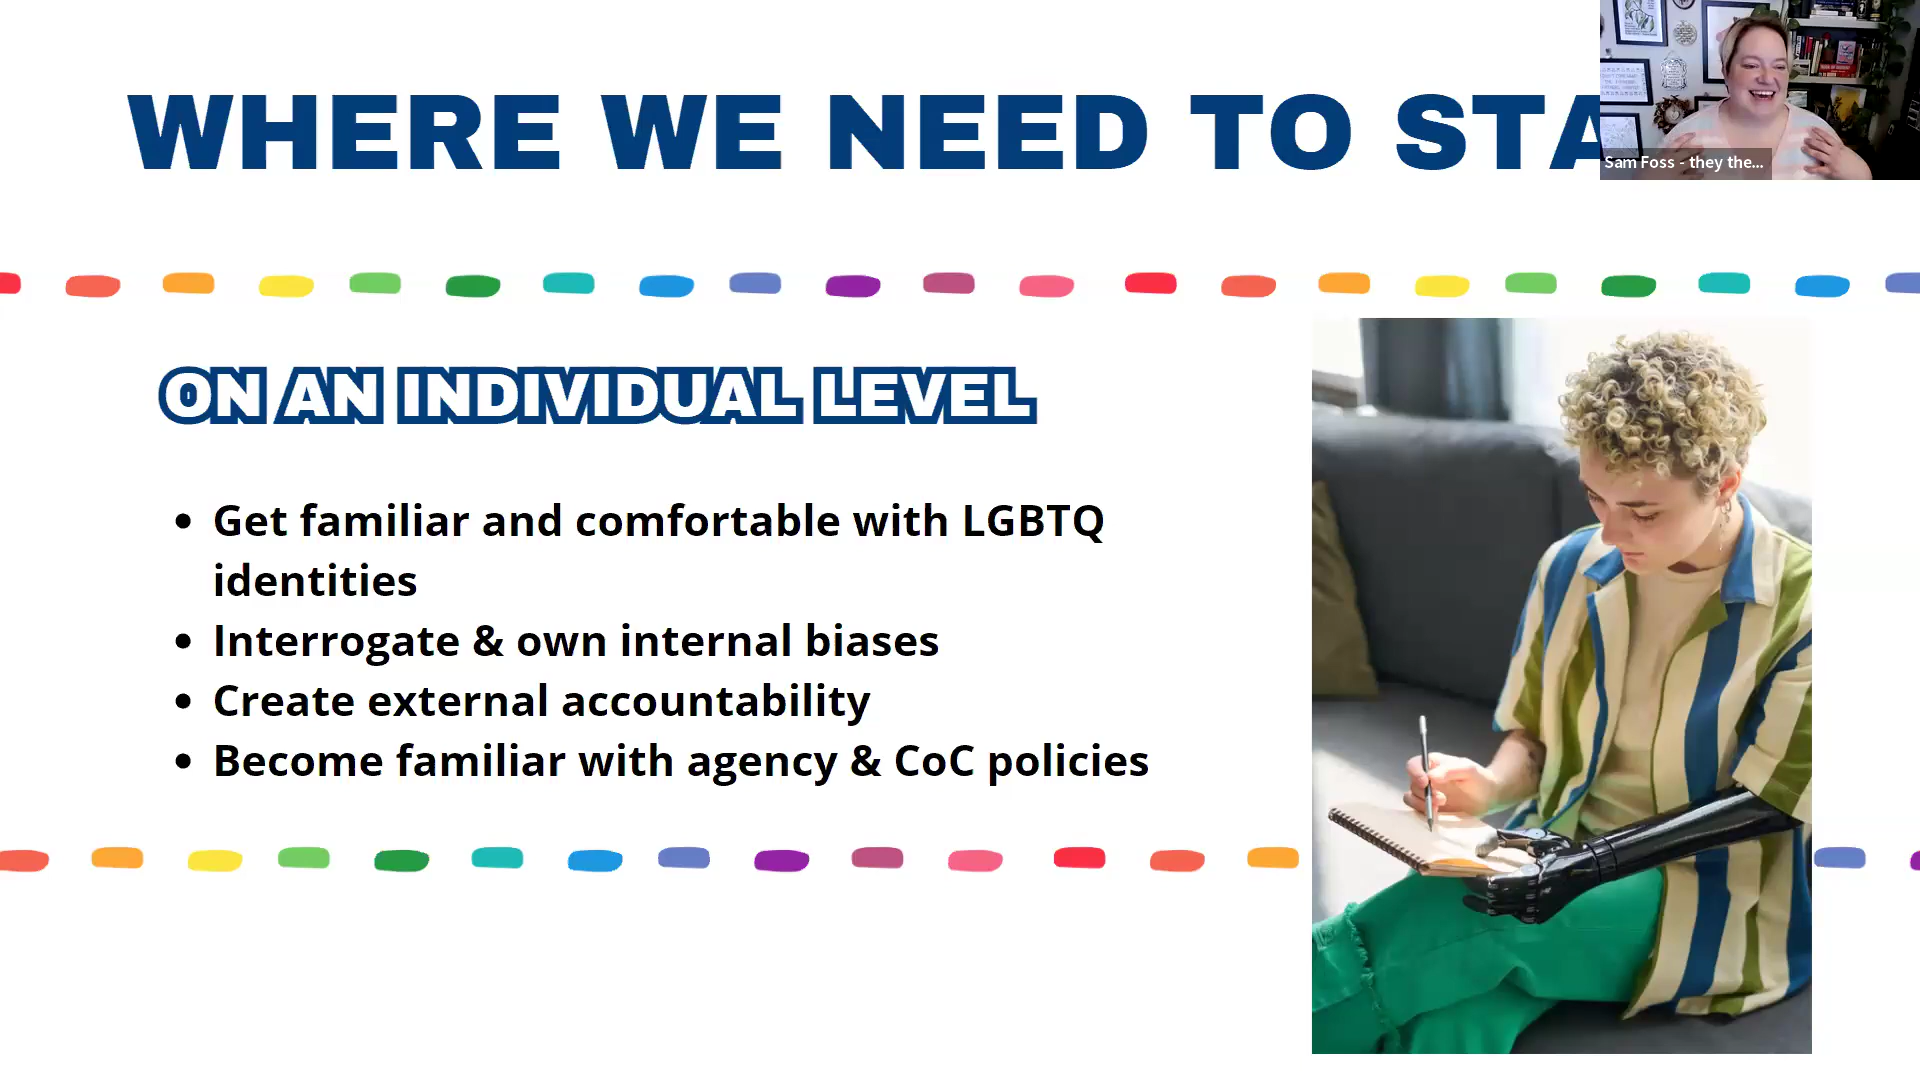 WHERE WE NEED TO STA
Sam Foss - they the...
ON AN INDIVIDUAL LEVEL
• Get familiar and comfortable with LGBTQ
identities
• Interrogate & own internal biases
• Create external accountability
• Become familiar with agency & CoC policies